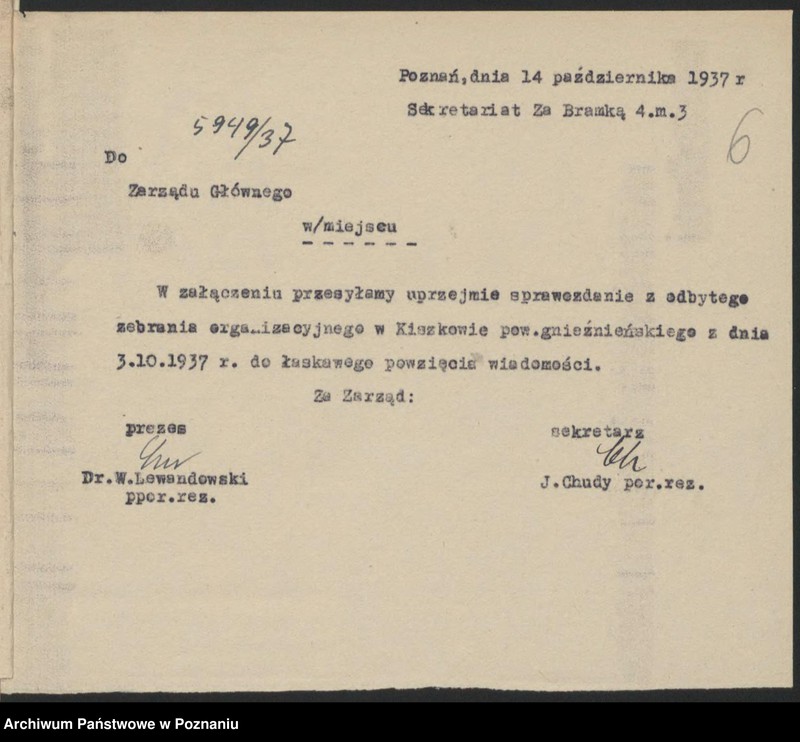 Poznań,dnia 14 października 1937 r
Sekretariat Za Bramką 4.m.3
5949/37
6
Do
Zarządu Głównego
w/miejscu
W załączeniu przesyłamy uprzejmie sprawozdanie z odbytego
zebrania organizacyjnego w Kiszkowie pow.gnieźnieńskiego z dnia
3.10.1937 r. do łaskawego powzięcia wiadomości.
Za Zarząd:
prezes
sekretarz
Dr.W.Lewandowski
ppor.rez.
J.Chudy por.rez.
Archiwum Państwowe w Poznaniu